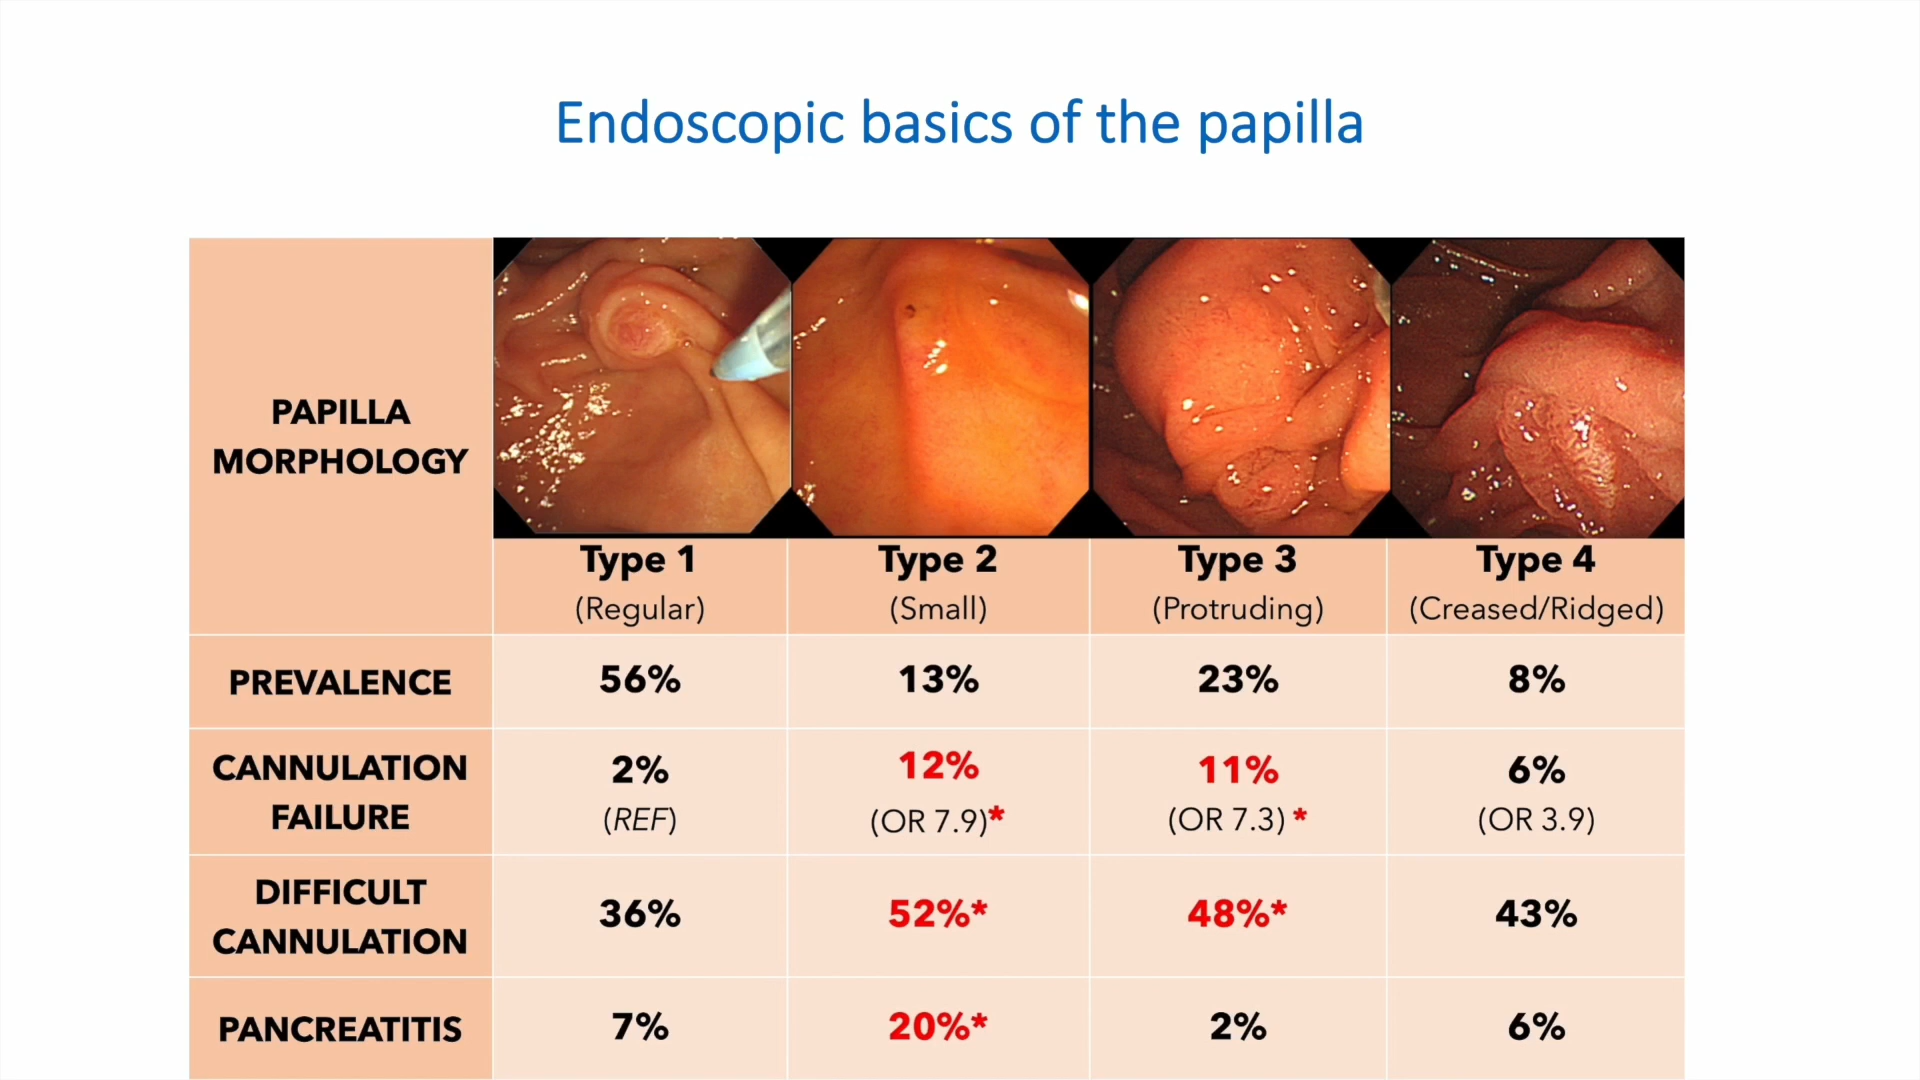 Endoscopic basics of the papilla
PAPILLA
MORPHOLOGY
Type 1
(Regular)
Type 2
(Small)
Type 3
(Protruding)
Type 4
(Creased/Ridged)
PREVALENCE
56%
13%
23%
8%
CANNULATION
FAILURE
2%
(REF)
12%
(OR 7.9)*
11%
(OR 7.3) *
6%
(OR 3.9)
DIFFICULT
CANNULATION
36%
52%*
48%*
43%
PANCREATITIS
7%
20%*
2%
6%